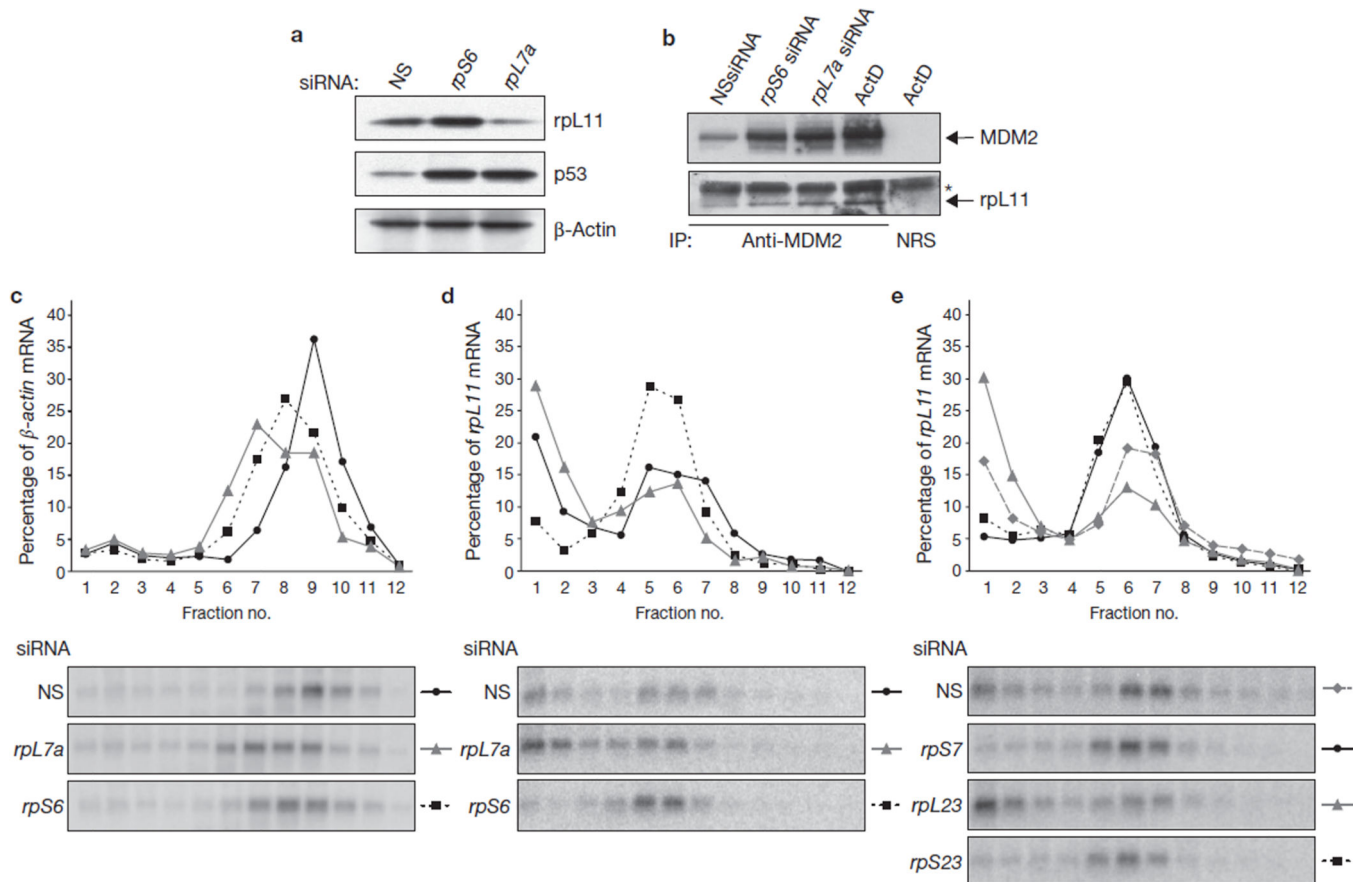 a
siRNA: NS rpS6 rpL7a
rpL11
p53
β-Actin
b
NSsiRNA rpS6 siRNA rpL7a siRNA ActD ActD
MDM2
*
rpL11
IP: Anti-MDM2 NRS
c
Percentage of β-actin mRNA
40
35
30
25
20
15
10
5
0
1 2 3 4 5 6 7 8 9 10 11 12
Fraction no.
siRNA
NS
rpL7a
rpS6
d
Percentage of rpL11 mRNA
40
35
30
25
20
15
10
5
0
1 2 3 4 5 6 7 8 9 10 11 12
Fraction no.
siRNA
NS
rpL7a
rpS6
e
Percentage of rpL11 mRNA
40
35
30
25
20
15
10
5
0
1 2 3 4 5 6 7 8 9 10 11 12
Fraction no.
siRNA
NS
rpS7
rpL23
rpS23